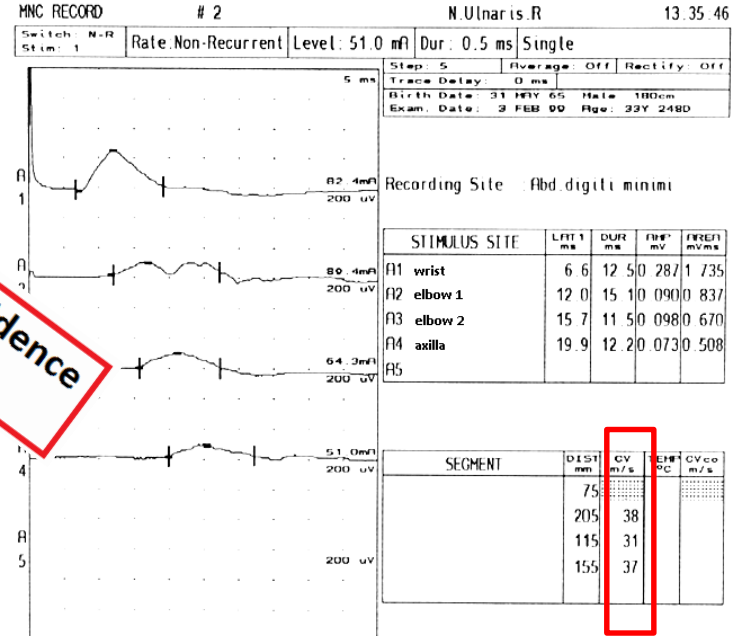 MNC RECORD # 2 N.Ulnaris.R 13.35.46
Switch: N-R
Stim: 1
Rate:Non-Recurrent Level: 51.0 mA Dur: 0.5 ms Single
Step: 5 Average: Off Rectify: Off
Trace Delay: 0 ms
Birth Date: 31 MAY 65 Male 180cm
Exam. Date: 3 FEB 99 Age: 33Y 248D
5 ms
A
1
82.4mA
200 uV
Recording Site : Abd.digiti minimi
STIMULUS SITE LAT1 ms DUR ms AMP mV AREA mVms
A1 wrist 6.6 12.5 0.287 1.735
A2 elbow 1 12.0 15.1 0.090 0.837
A3 elbow 2 15.7 11.5 0.098 0.670
A4 axilla 19.9 12.2 0.073 0.508
A5
A
89.4mA
200 uV
dence
64.3mA
200 uV
4
51.0mA
200 uV
SEGMENT DIST mm CV m/s TEMP °C CVco m/s
75
205 38
115 31
155 37
A
5
200 uV